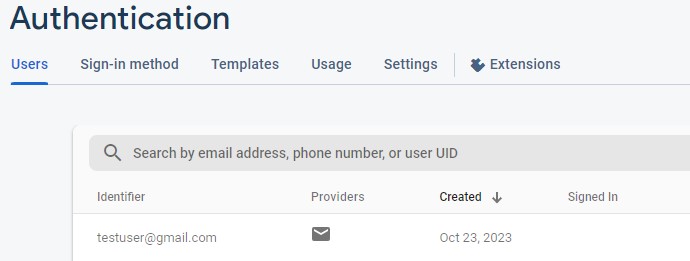 Authentication
Users Sign-in method Templates Usage Settings Extensions
Search by email address, phone number, or user UID
Identifier Providers Created Signed In
testuser@gmail.com Oct 23, 2023